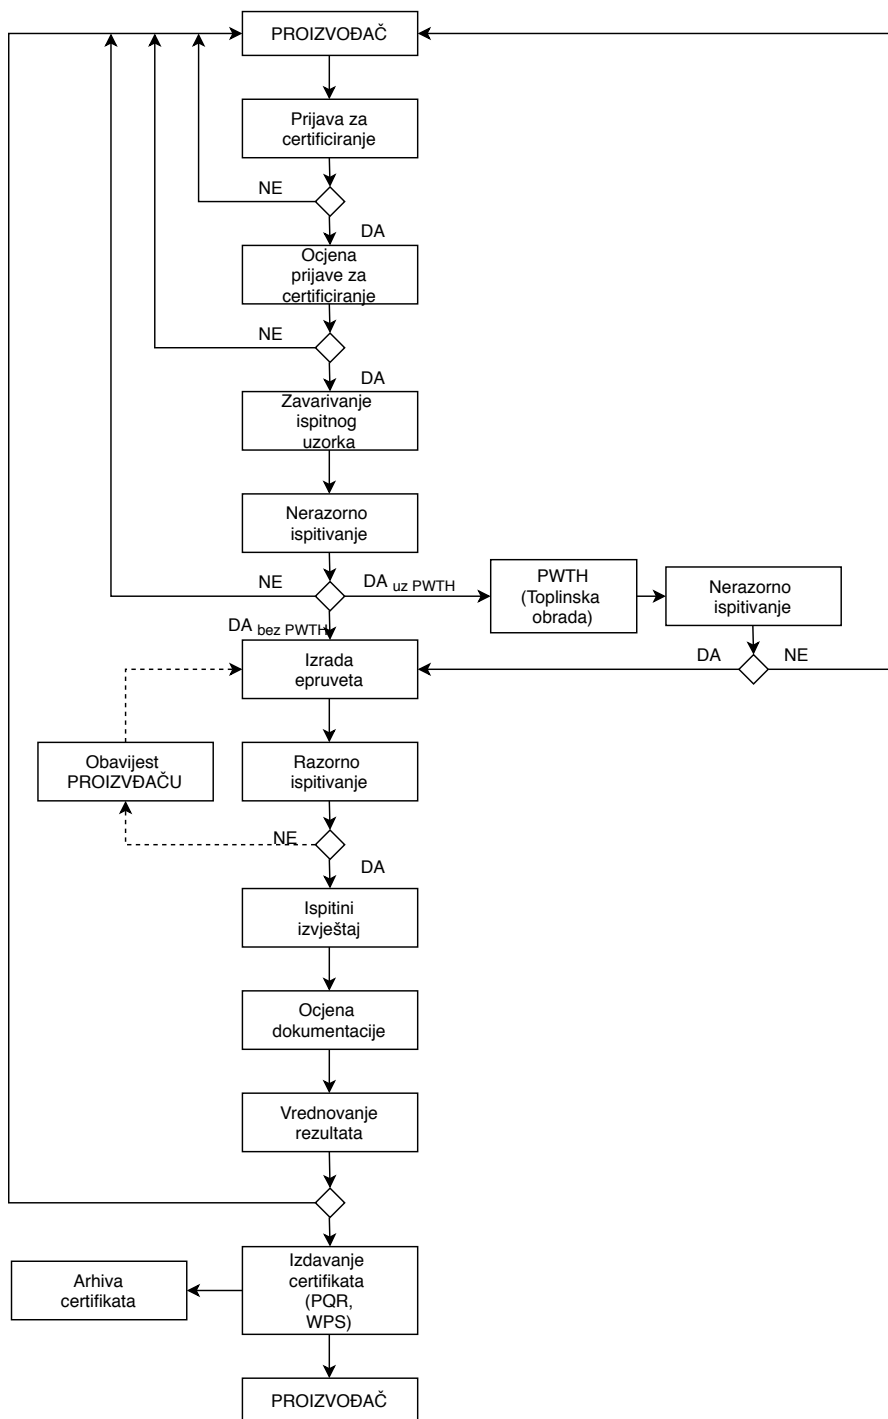 PROIZVOĐAČ
Prijava za
certificiranje
NE
DA
Ocjena
prijave za
certificiranje
NE
DA
Zavarivanje
ispitnog
uzorka
Nerazorno
ispitivanje
NE
DA uz PWTH
PWTH
(Toplinska
obrada)
Nerazorno
ispitivanje
DA bez PWTH
DA
NE
Izrada
epruveta
Obavijest
PROIZVĐAČU
Razorno
ispitivanje
NE
DA
Ispitini
izvještaj
Ocjena
dokumentacije
Vrednovanje
rezultata
Arhiva
certifikata
Izdavanje
certifikata
(PQR,
WPS)
PROIZVOĐAČ